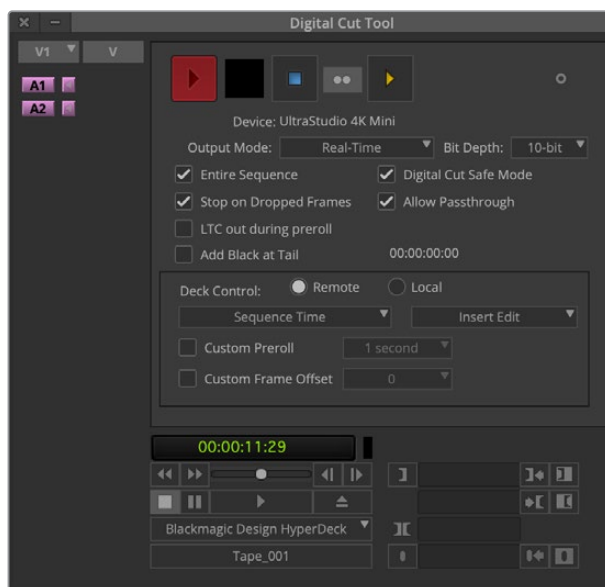 Digital Cut Tool
V1 V
A1
A2
Device: UltraStudio 4K Mini
Output Mode: Real-Time Bit Depth: 10-bit
Entire Sequence Digital Cut Safe Mode
Stop on Dropped Frames Allow Passthrough
LTC out during preroll
Add Black at Tail 00:00:00:00
Deck Control: Remote Local
Sequence Time Insert Edit
Custom Preroll 1 second
Custom Frame Offset 0
00:00:11:29
Blackmagic Design HyperDeck
Tape_001